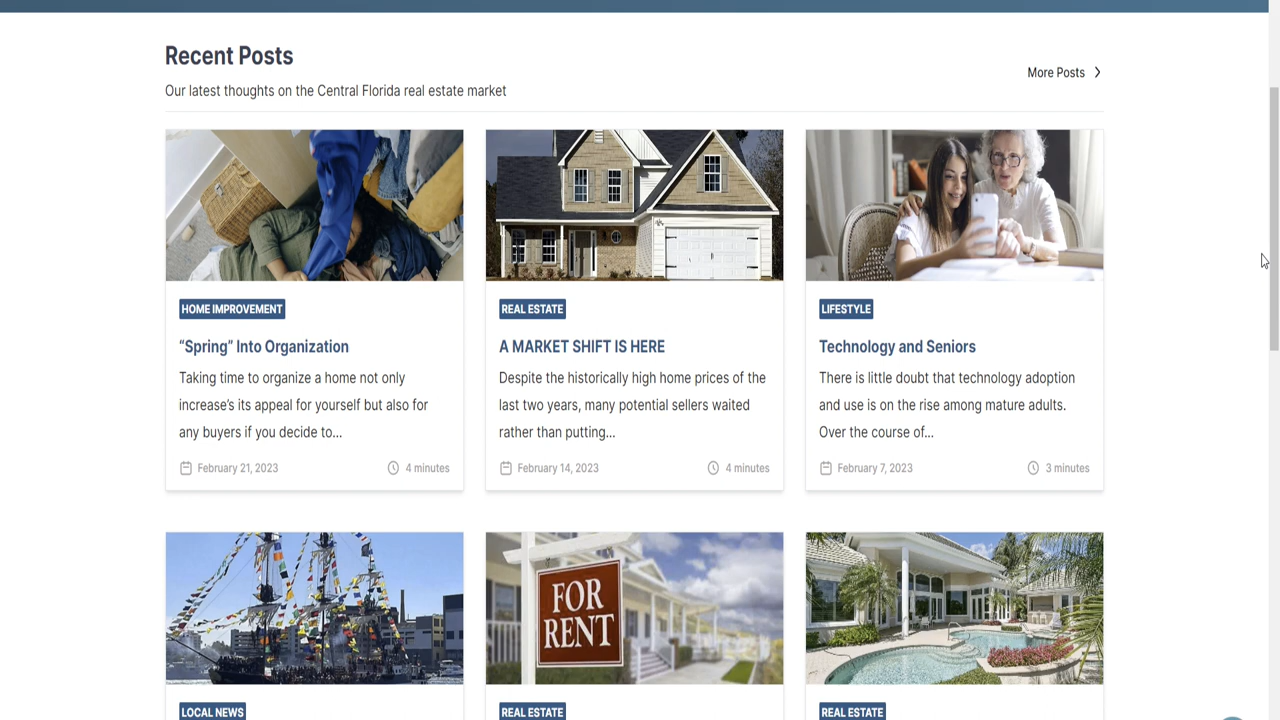 Recent Posts
More Posts
Our latest thoughts on the Central Florida real estate market
HOME IMPROVEMENT
"Spring" Into Organization
Taking time to organize a home not only
increase's its appeal for yourself but also for
any buyers if you decide to...
February 21, 2023
4 minutes
REAL ESTATE
A MARKET SHIFT IS HERE
Despite the historically high home prices of the
last two years, many potential sellers waited
rather than putting...
February 14, 2023
4 minutes
LIFESTYLE
Technology and Seniors
There is little doubt that technology adoption
and use is on the rise among mature adults.
Over the course of...
February 7, 2023
3 minutes
LOCAL NEWS
FOR
RENT
REAL ESTATE
REAL ESTATE